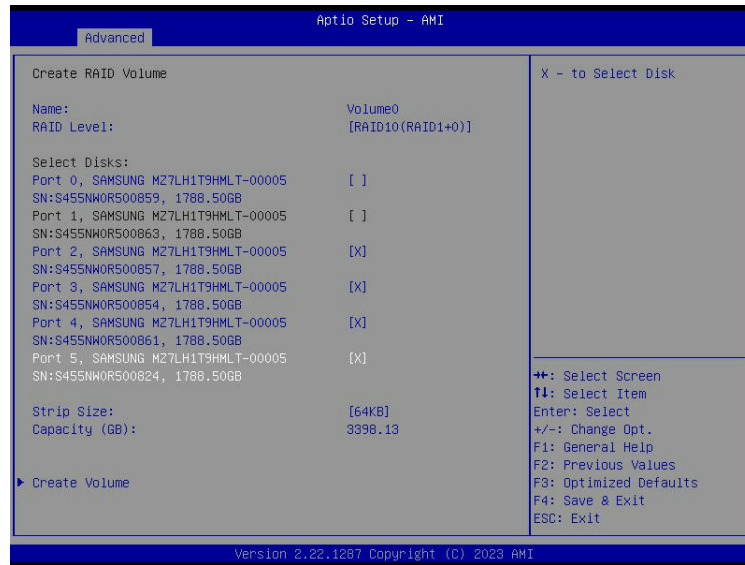 Aptio Setup – AMI
Advanced
Create RAID Volume
Name: Volume0
RAID Level: [RAID10(RAID1+0)]
Select Disks:
Port 0, SAMSUNG MZ7LH1T9HMLT-00005 [ ]
SN:S455NW0R500859, 1788.50GB
Port 1, SAMSUNG MZ7LH1T9HMLT-00005 [ ]
SN:S455NW0R500863, 1788.50GB
Port 2, SAMSUNG MZ7LH1T9HMLT-00005 [X]
SN:S455NW0R500857, 1788.50GB
Port 3, SAMSUNG MZ7LH1T9HMLT-00005 [X]
SN:S455NW0R500854, 1788.50GB
Port 4, SAMSUNG MZ7LH1T9HMLT-00005 [X]
SN:S455NW0R500861, 1788.50GB
Port 5, SAMSUNG MZ7LH1T9HMLT-00005 [X]
SN:S455NW0R500824, 1788.50GB
Strip Size: [64KB]
Capacity (GB): 3398.13
Create Volume
X – to Select Disk
→←: Select Screen
↑↓: Select Item
Enter: Select
+/-: Change Opt.
F1: General Help
F2: Previous Values
F3: Optimized Defaults
F4: Save & Exit
ESC: Exit
Version 2.22.1287 Copyright (C) 2023 AMI